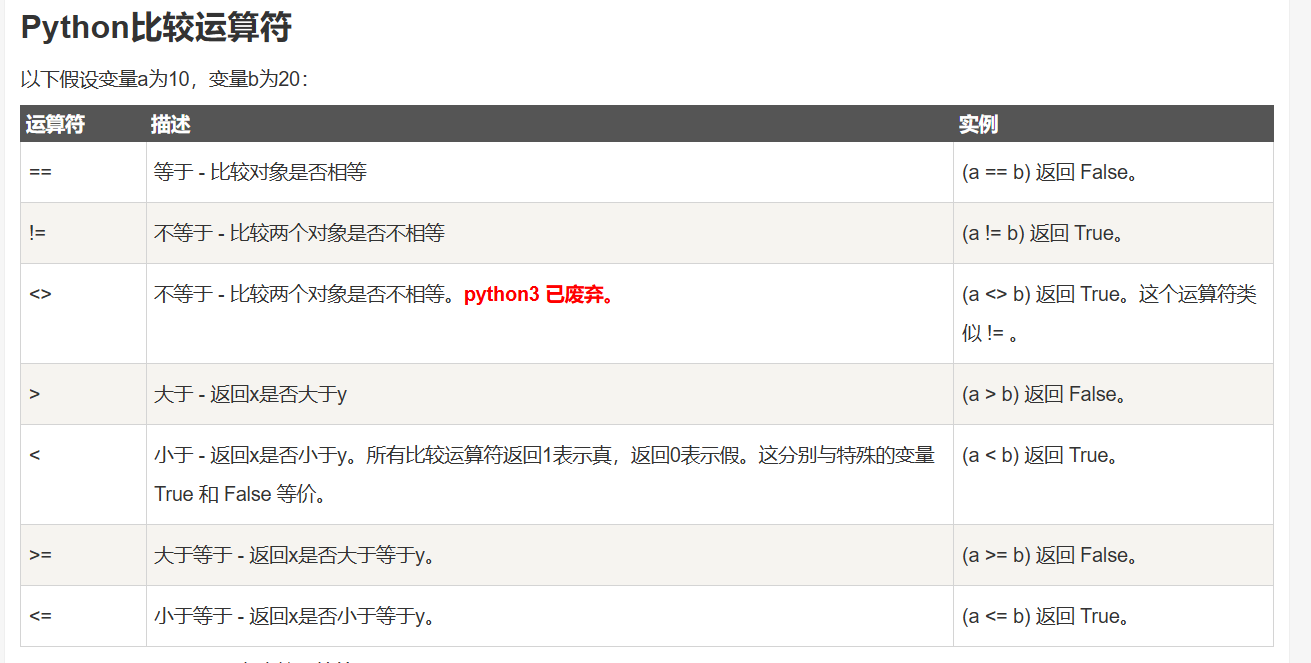 Python比较运算符
以下假设变量a为10，变量b为20：
运算符 描述 实例
== 等于 - 比较对象是否相等 (a == b) 返回 False。
!= 不等于 - 比较两个对象是否不相等 (a != b) 返回 True。
<> 不等于 - 比较两个对象是否不相等。python3 已废弃。 (a <> b) 返回 True。这个运算符类
似 != 。
> 大于 - 返回x是否大于y (a > b) 返回 False。
< 小于 - 返回x是否小于y。所有比较运算符返回1表示真，返回0表示假。这分别与特殊的变量 (a < b) 返回 True。
True 和 False 等价。
>= 大于等于 - 返回x是否大于等于y。 (a >= b) 返回 False。
<= 小于等于 - 返回x是否小于等于y。 (a <= b) 返回 True。